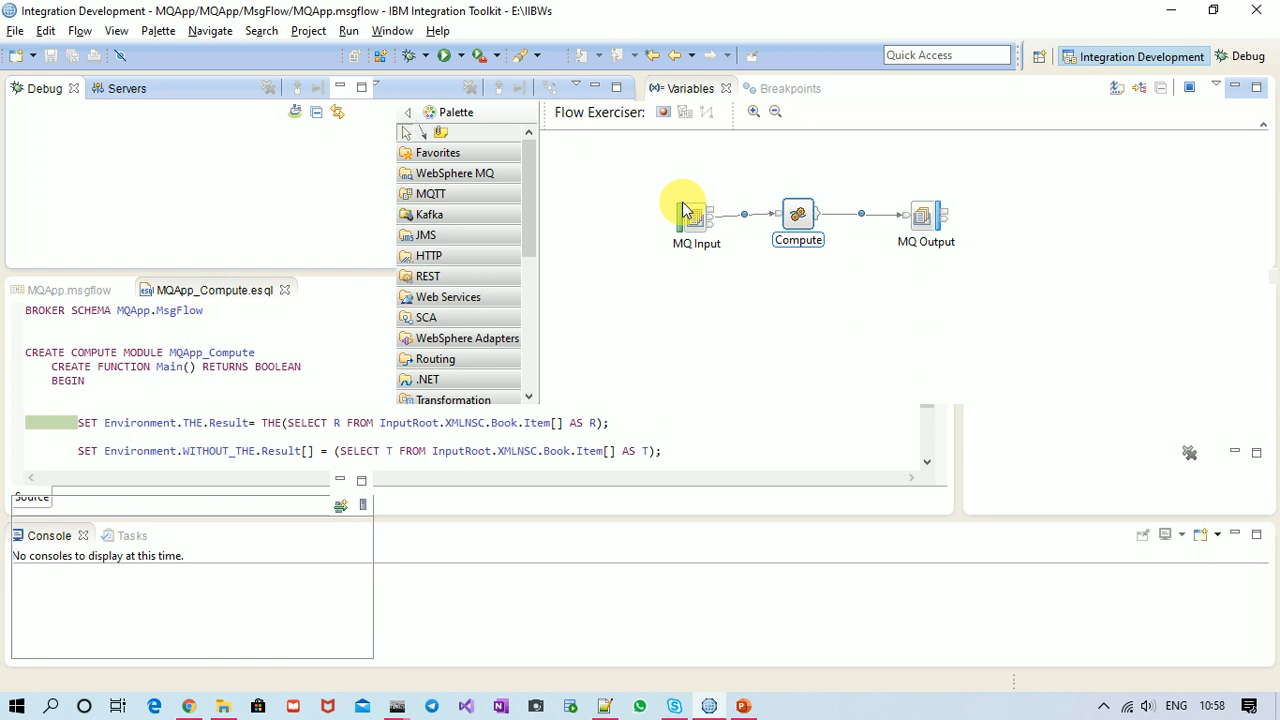 Integration Development - MQApp/MQApp/MsgFlow/MQApp.msgflow - IBM Integration Toolkit - E:\IIBWs
File Edit Flow View Palette Navigate Search Project Run Window Help
Quick Access
Integration Development
Debug
Debug
Servers
Variables
Breakpoints
Palette
Flow Exerciser:
Favorites
WebSphere MQ
MQTT
Kafka
JMS
HTTP
REST
Web Services
SCA
WebSphere Adapters
Routing
.NET
Transformation
MQ Input
Compute
MQ Output
MQApp.msgflow
MQApp_Compute.esql
BROKER SCHEMA MQApp.MsgFlow
CREATE COMPUTE MODULE MQApp_Compute
CREATE FUNCTION Main() RETURNS BOOLEAN
BEGIN
SET Environment.THE.Result= THE(SELECT R FROM InputRoot.XMLNSC.Book.Item[] AS R);
SET Environment.WITHOUT_THE.Result[] = (SELECT T FROM InputRoot.XMLNSC.Book.Item[] AS T);
Source
Console
Tasks
No consoles to display at this time.
ENG
10:58